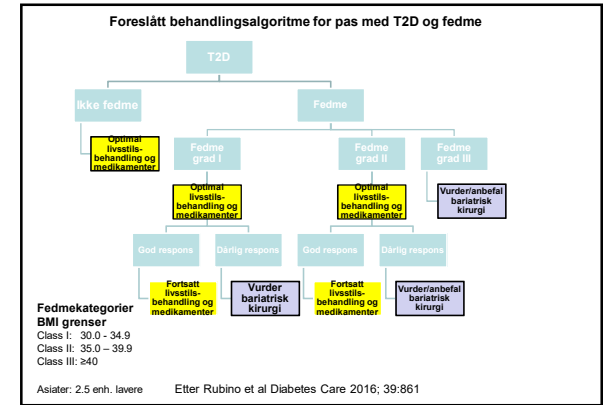 Foreslått behandlingsalgoritme for pas med T2D og fedme
T2D
Ikke fedme
Fedme
Optimal
livsstils-
behandling og
medikamenter
Fedme
grad I
Fedme
grad II
Fedme
grad III
Optimal
livsstils-
behandling og
medikamenter
Optimal
livsstils-
behandling og
medikamenter
Vurder/anbefal
bariatrisk
kirurgi
God respons
Dårlig respons
God respons
Dårlig respons
Fortsatt
livsstils-
behandling og
medikamenter
Vurder
bariatrisk
kirurgi
Fortsatt
livsstils-
behandling og
medikamenter
Vurder/anbefal
bariatrisk
kirurgi
Fedmekategorier
BMI grenser
Class I: 30.0 - 34.9
Class II: 35.0 – 39.9
Class III: ≥40
Asiater: 2.5 enh. lavere
Etter Rubino et al Diabetes Care 2016; 39:861